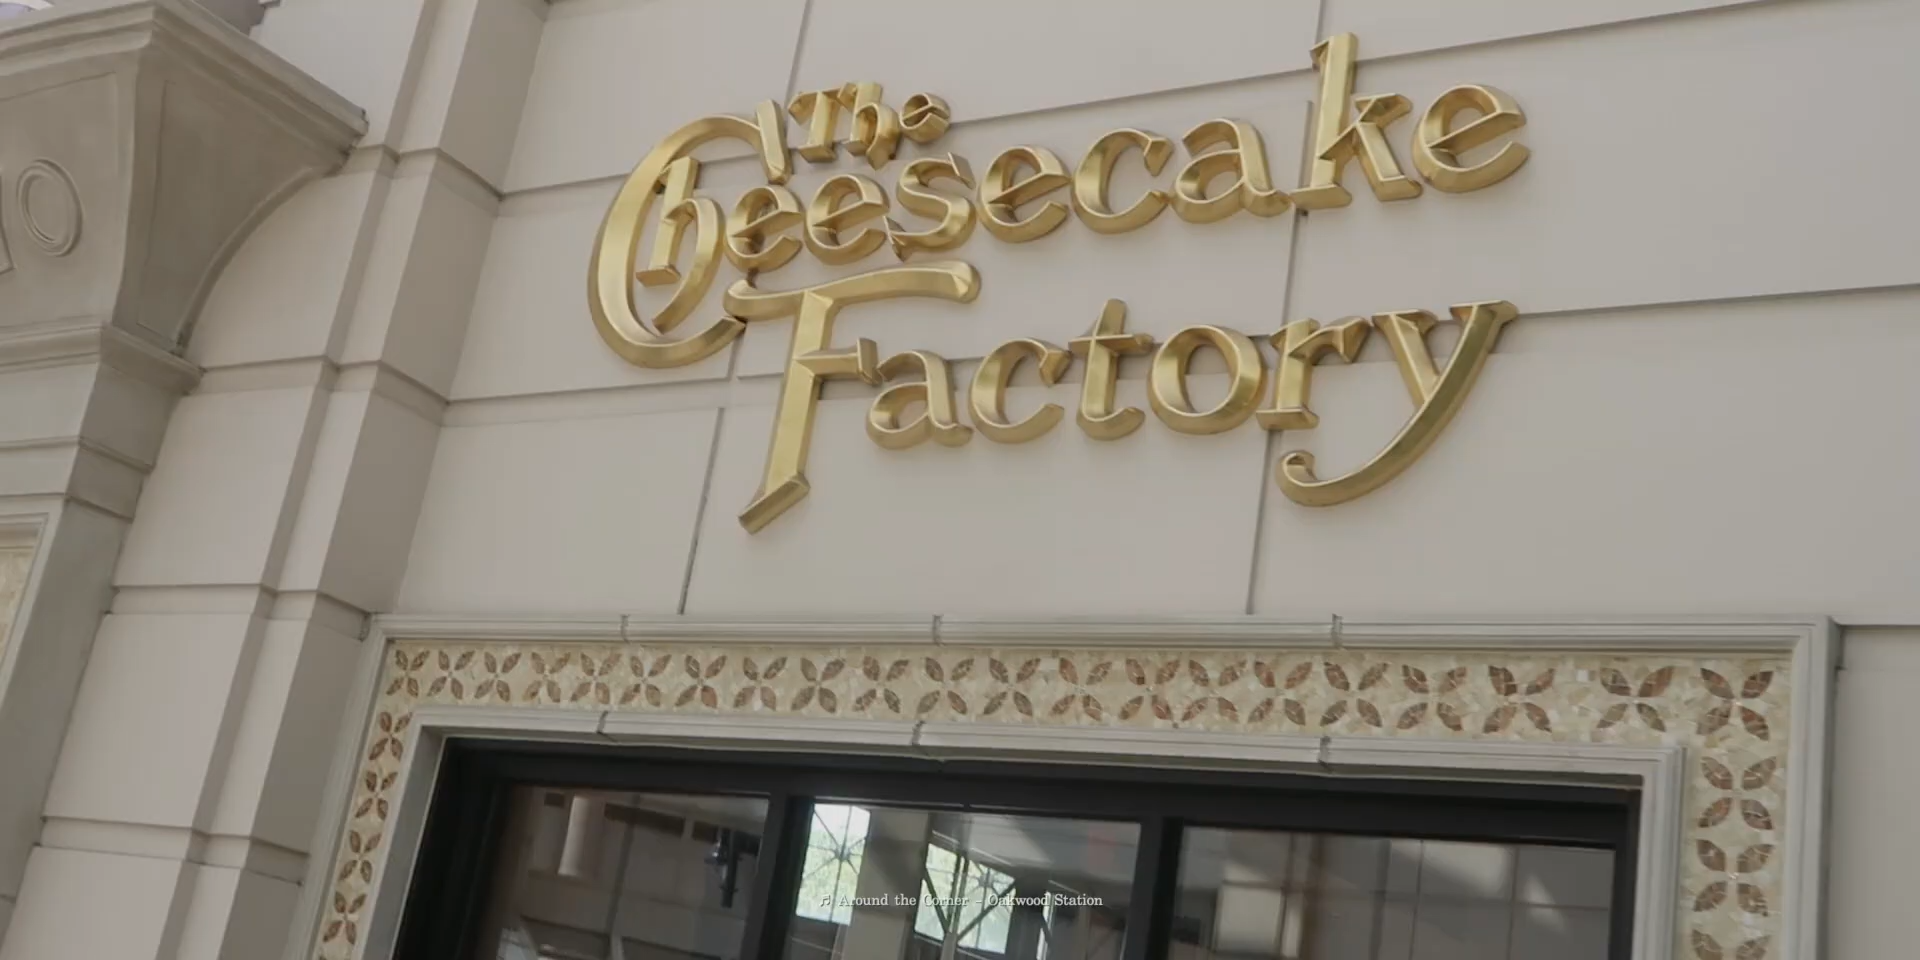 The
Cheesecake
Factory
♫ Around the Corner - Oakwood Station